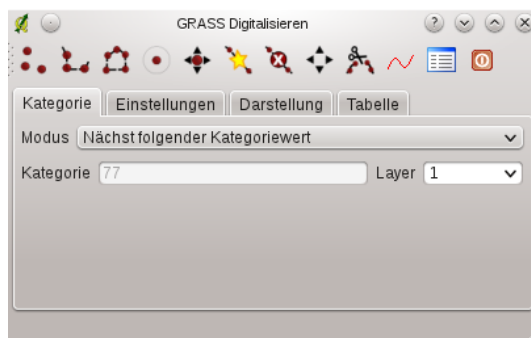 GRASS Digitalisieren
Kategorie Einstellungen Darstellung Tabelle
Modus Nächst folgender Kategoriewert
Kategorie 77 Layer 1